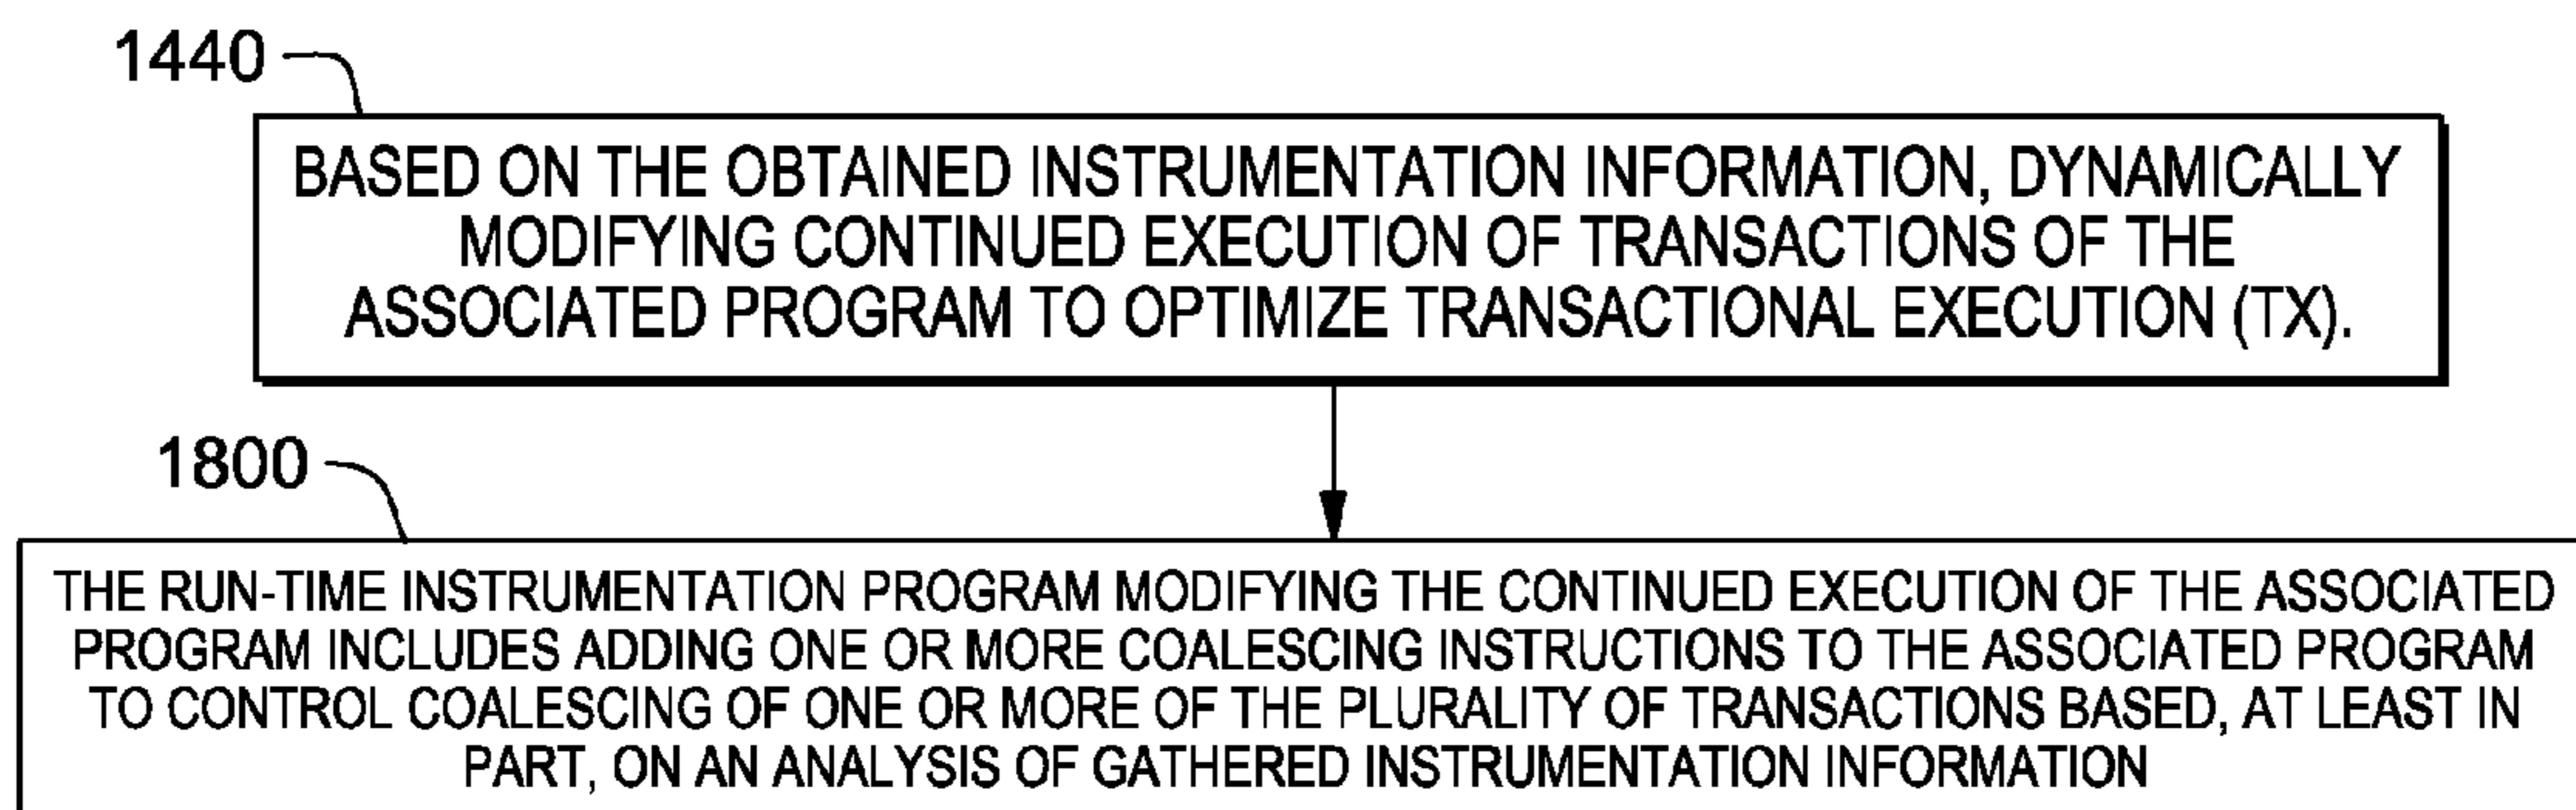 1440
BASED ON THE OBTAINED INSTRUMENTATION INFORMATION, DYNAMICALLY
MODIFYING CONTINUED EXECUTION OF TRANSACTIONS OF THE
ASSOCIATED PROGRAM TO OPTIMIZE TRANSACTIONAL EXECUTION (TX).
1800
THE RUN-TIME INSTRUMENTATION PROGRAM MODIFYING THE CONTINUED EXECUTION OF THE ASSOCIATED
PROGRAM INCLUDES ADDING ONE OR MORE COALESCING INSTRUCTIONS TO THE ASSOCIATED PROGRAM
TO CONTROL COALESCING OF ONE OR MORE OF THE PLURALITY OF TRANSACTIONS BASED, AT LEAST IN
PART, ON AN ANALYSIS OF GATHERED INSTRUMENTATION INFORMATION